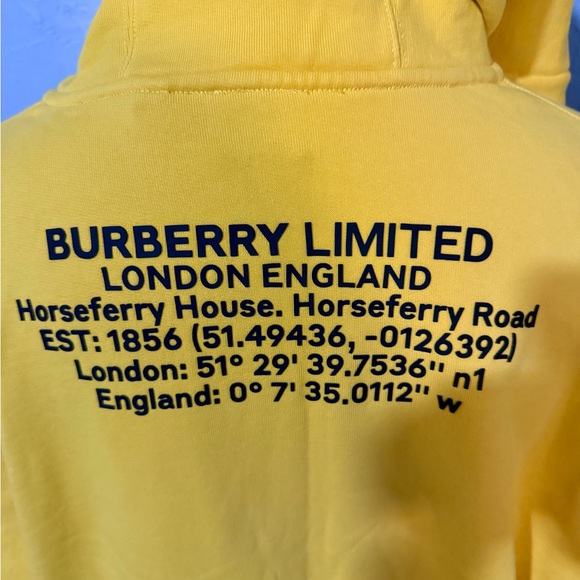 BURBERRY LIMITED
LONDON ENGLAND
Horseferry House. Horseferry Road
EST: 1856 (51.49436, -0126392)
London: 51° 29' 39.7536'' n1
England: 0° 7' 35.0112'' w